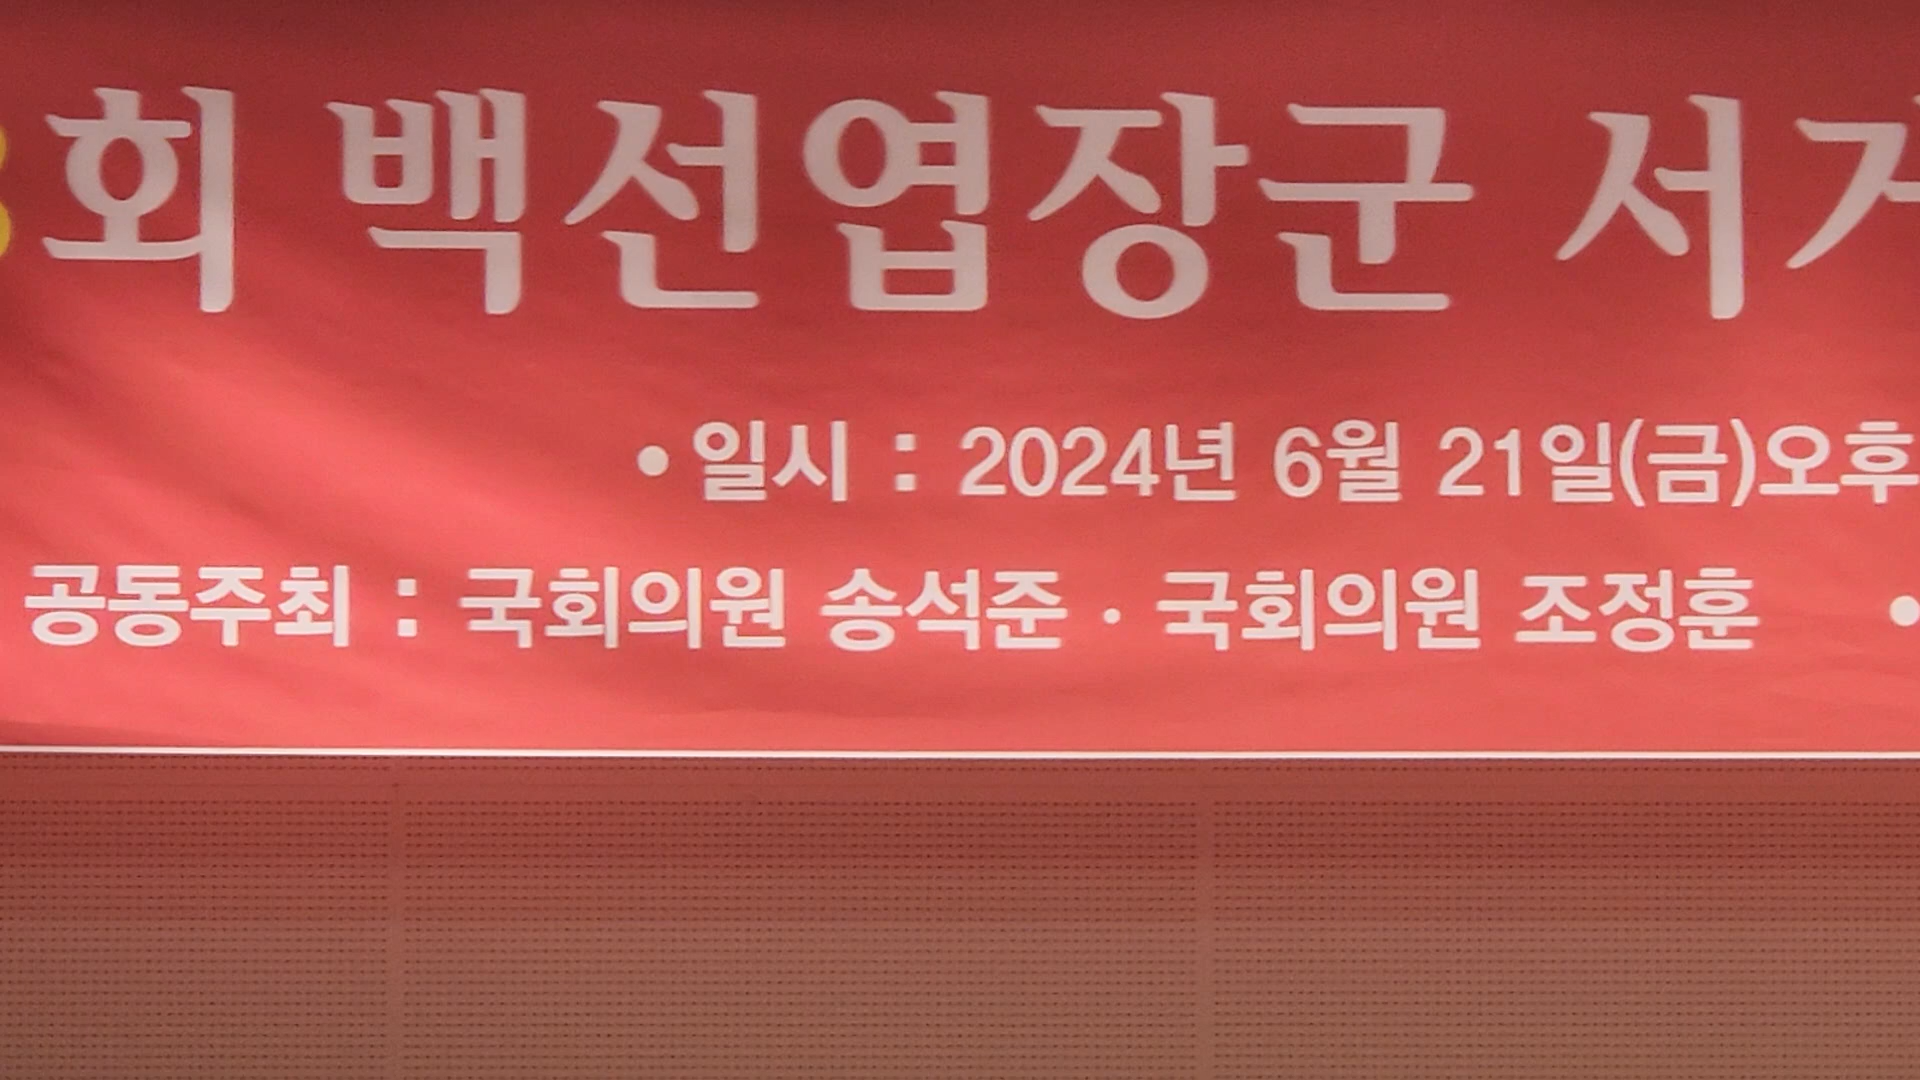 회 백선엽장군 서거
• 일시 : 2024년 6월 21일(금)오후
공동주최 : 국회의원 송석준 · 국회의원 조정훈 •